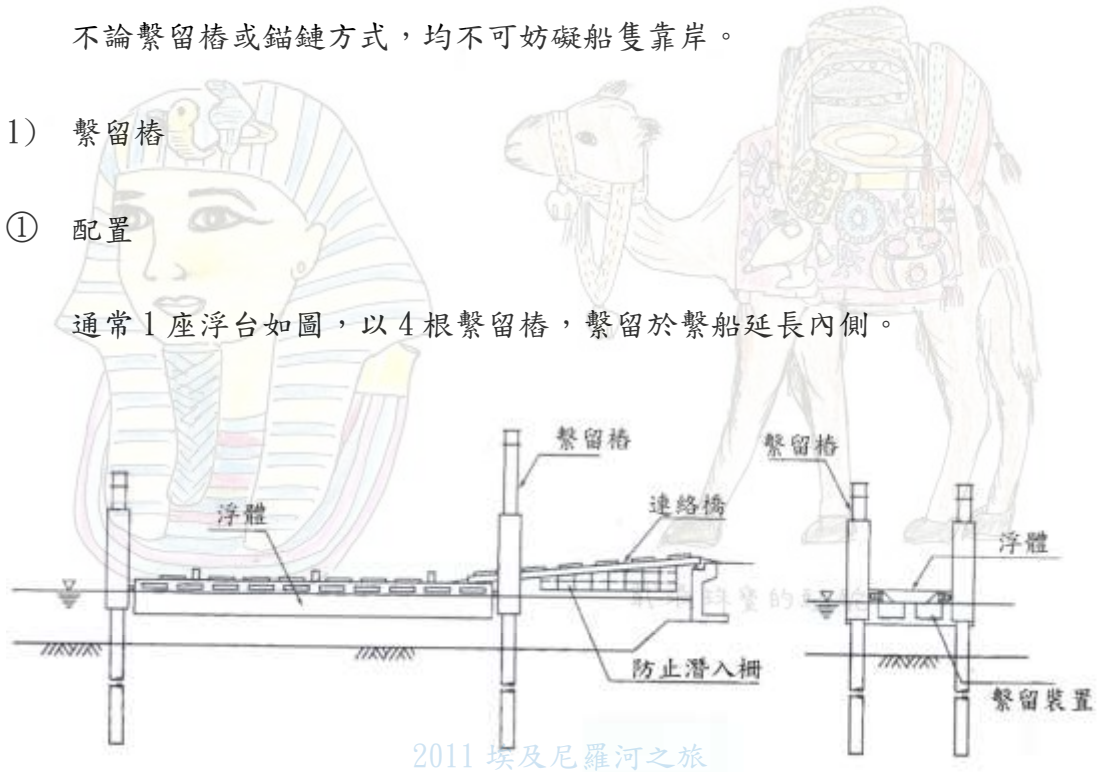 不論繫留樁或錨鏈方式，均不可妨礙船隻靠岸。
1) 繫留樁
① 配置
通常1座浮台如圖，以4根繫留樁，繫留於繫船延長內側。
繫留樁
浮體
連絡橋
防止潛入柵
繫留樁
浮體
繫留裝置
2011 埃及尼羅河之旅